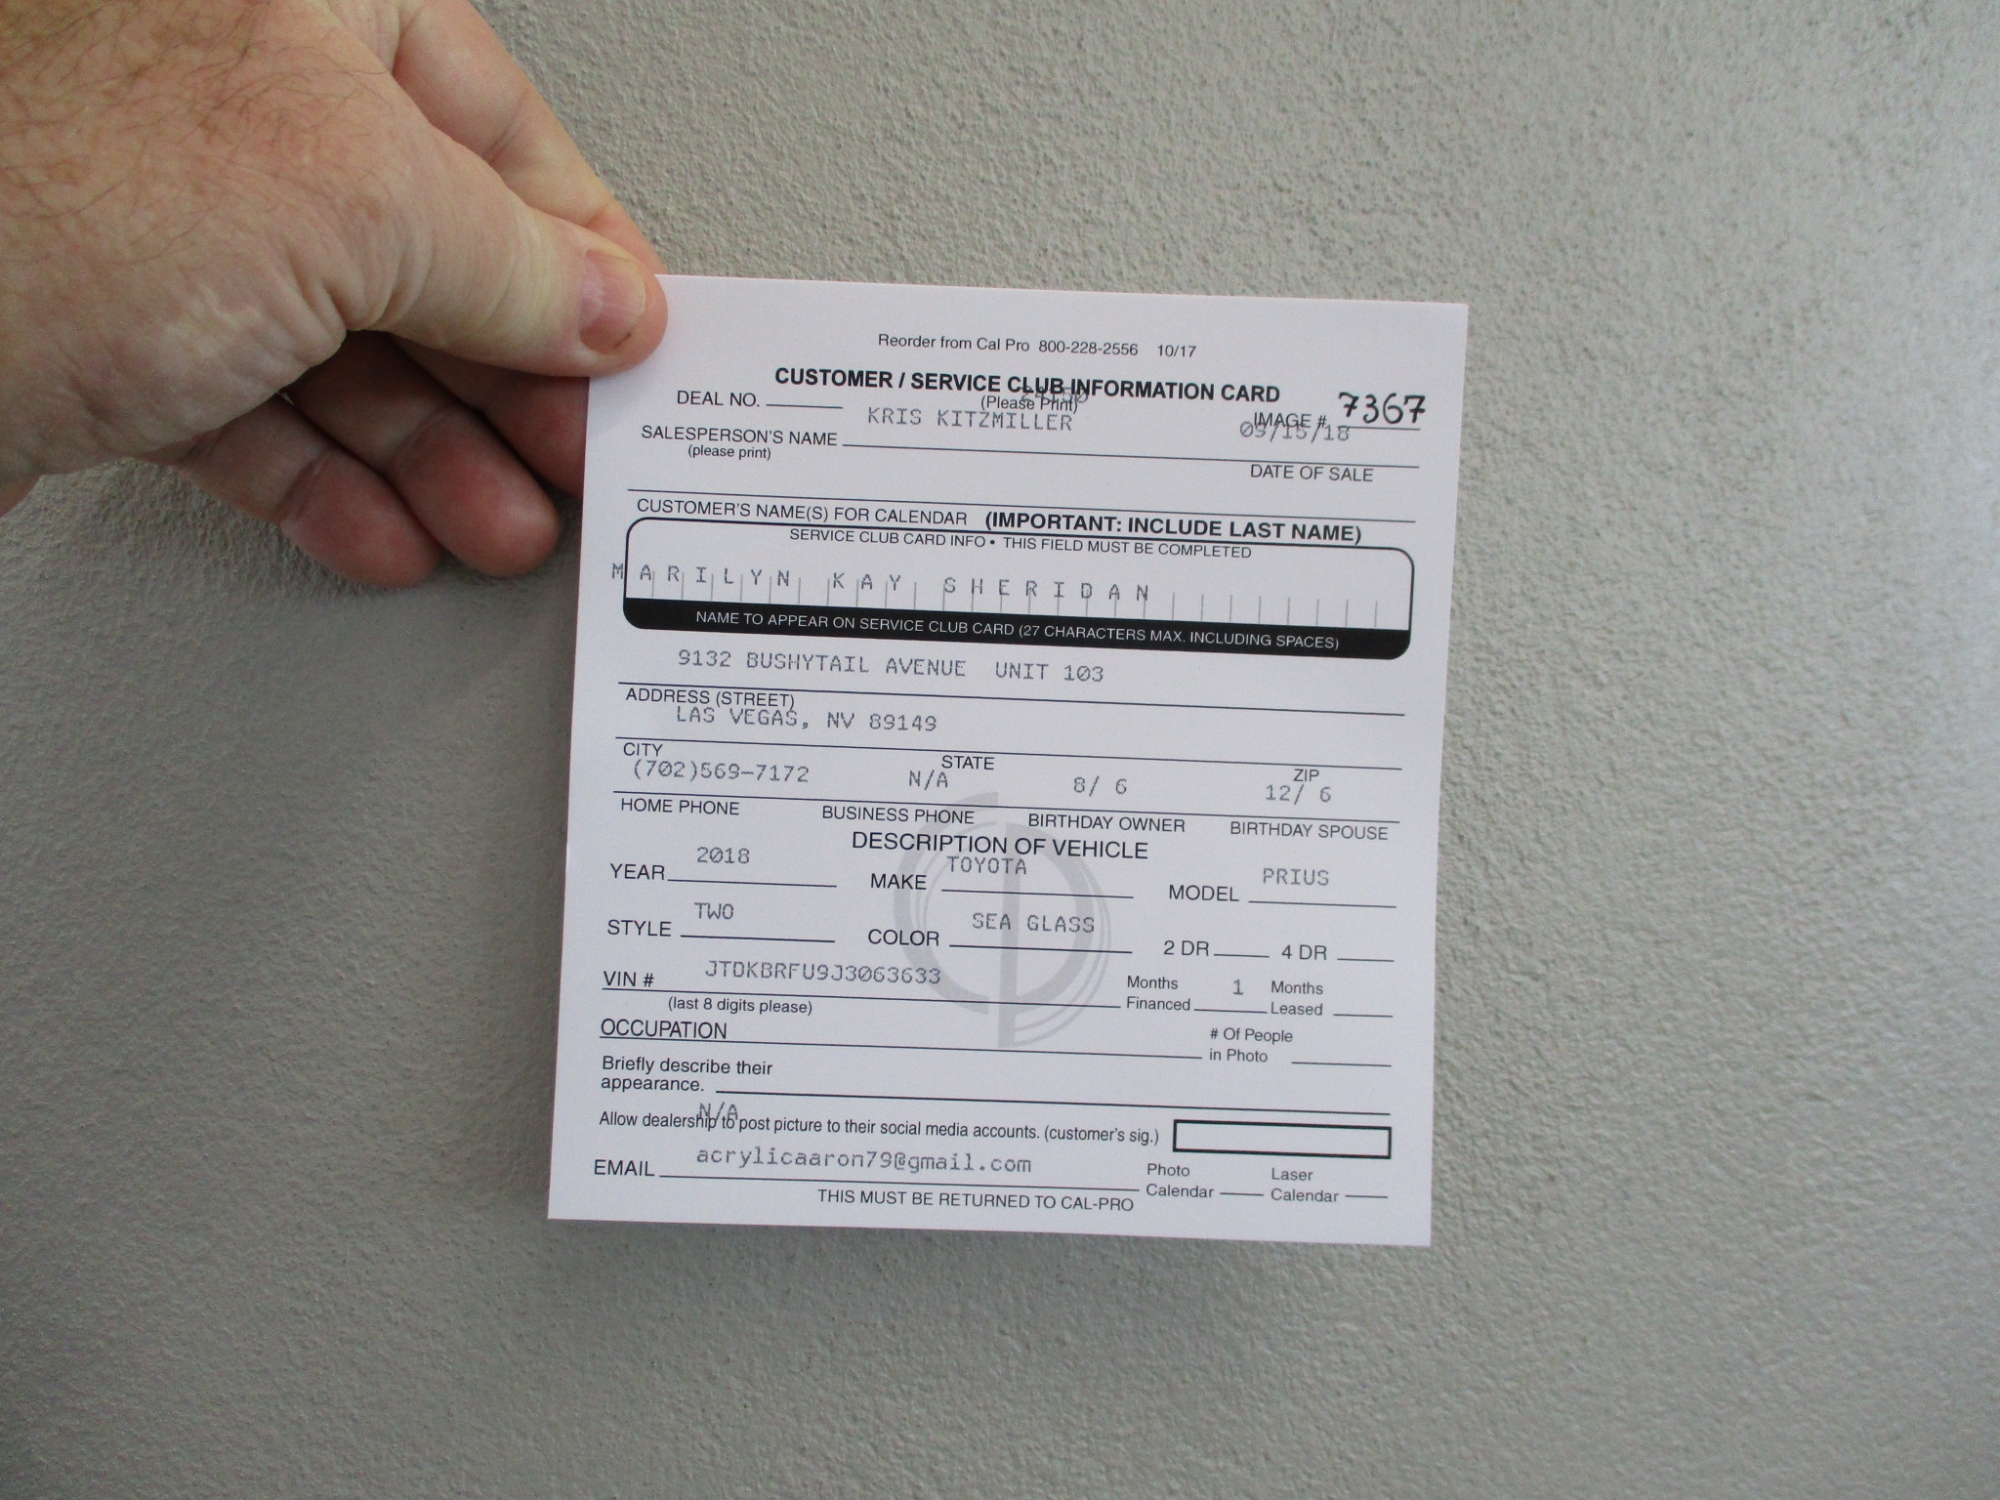 Reorder from Cal Pro 800-228-2556 10/17
CUSTOMER / SERVICE CLUB INFORMATION CARD
DEAL NO. (Please Print) IMAGE # 7367
SALESPERSON'S NAME KRIS KITZMILLER
(please print)
DATE OF SALE
CUSTOMER'S NAME(S) FOR CALENDAR (IMPORTANT: INCLUDE LAST NAME)
SERVICE CLUB CARD INFO • THIS FIELD MUST BE COMPLETED
MARILYN KAY SHERIDAN
NAME TO APPEAR ON SERVICE CLUB CARD (27 CHARACTERS MAX. INCLUDING SPACES)
9132 BUSHYTAIL AVENUE UNIT 103
ADDRESS (STREET)
LAS VEGAS, NV 89149
CITY STATE ZIP
(702)569-7172 N/A 8/ 6 12/ 6
HOME PHONE BUSINESS PHONE BIRTHDAY OWNER BIRTHDAY SPOUSE
DESCRIPTION OF VEHICLE
YEAR 2018 MAKE TOYOTA MODEL PRIUS
STYLE TWO COLOR SEA GLASS 2 DR 4 DR
VIN # JTDKBRFU9J3063633 Months Financed 1 Months Leased
(last 8 digits please)
OCCUPATION # Of People in Photo
Briefly describe their
appearance.
N/A
Allow dealership to post picture to their social media accounts. (customer's sig.)
EMAIL acrylicaaron79@gmail.com Photo Calendar Laser Calendar
THIS MUST BE RETURNED TO CAL-PRO